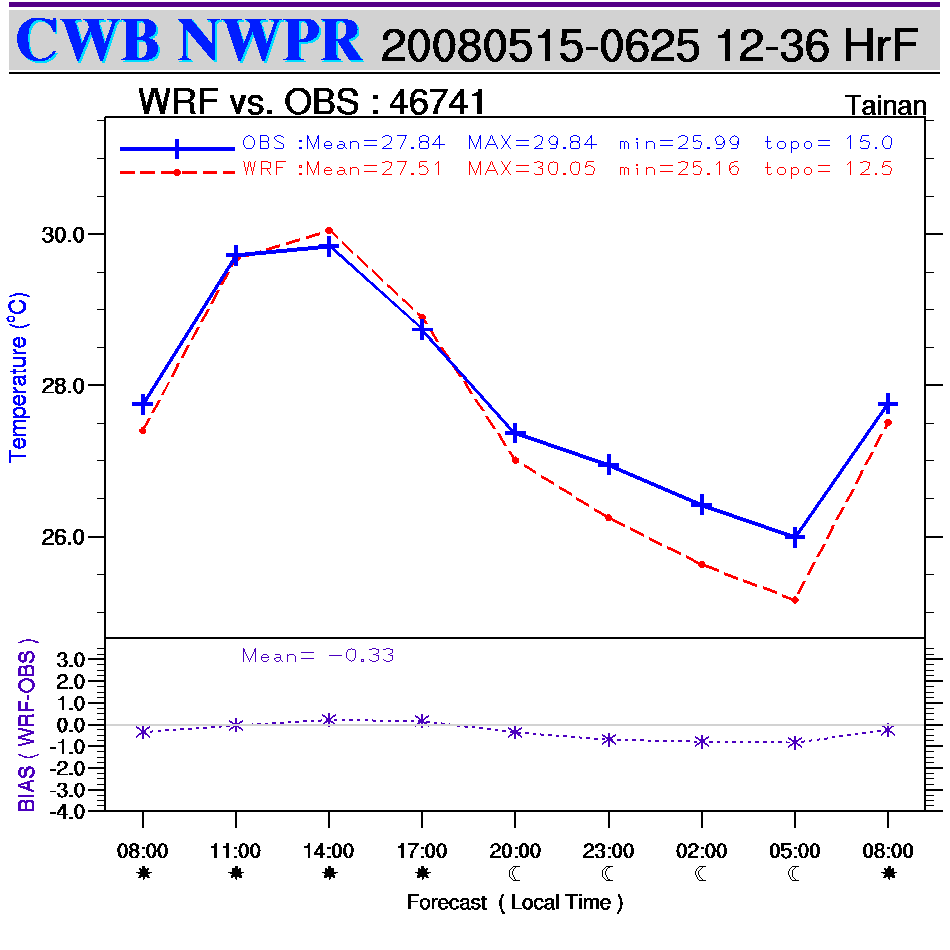 CWB NWPR 20080515-0625 12-36 HrF
WRF vs. OBS : 46741
Tainan
OBS :Mean=27.84 MAX=29.84 min=25.99 topo= 15.0
WRF :Mean=27.51 MAX=30.05 min=25.16 topo= 12.5
Temperature (°C)
30.0
28.0
26.0
BIAS ( WRF-OBS )
Mean= -0.33
3.0
2.0
1.0
0.0
-1.0
-2.0
-3.0
-4.0
08:00 11:00 14:00 17:00 20:00 23:00 02:00 05:00 08:00
Forecast ( Local Time )